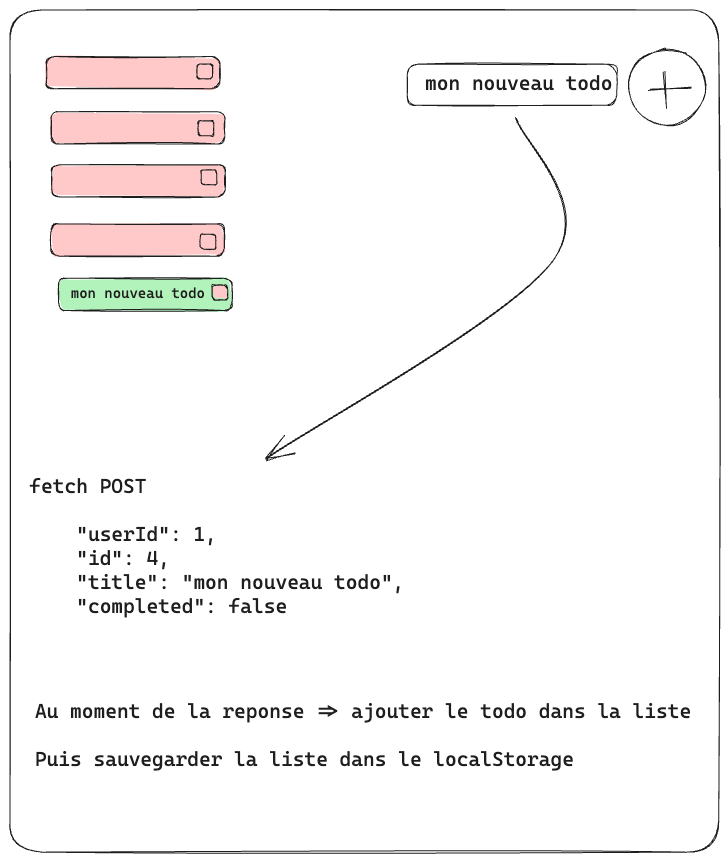 mon nouveau todo
mon nouveau todo
fetch POST
"userId": 1,
"id": 4,
"title": "mon nouveau todo",
"completed": false
Au moment de la reponse => ajouter le todo dans la liste
Puis sauvegarder la liste dans le localStorage